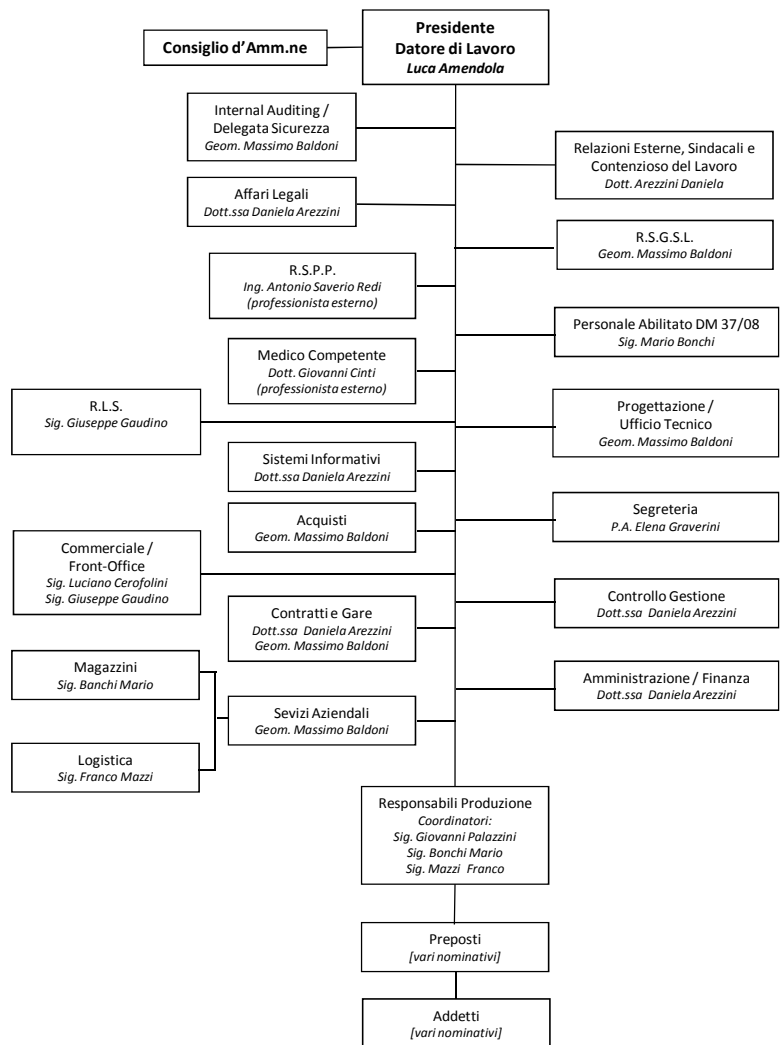 Consiglio d'Amm.ne
Presidente
Datore di Lavoro
Luca Amendola
Internal Auditing /
Delegata Sicurezza
Geom. Massimo Baldoni
Relazioni Esterne, Sindacali e
Contenzioso del Lavoro
Dott. Arezzini Daniela
Affari Legali
Dott.ssa Daniela Arezzini
R.S.G.S.L.
Geom. Massimo Baldoni
R.S.P.P.
Ing. Antonio Saverio Redi
(professionista esterno)
Personale Abilitato DM 37/08
Sig. Mario Bonchi
Medico Competente
Dott. Giovanni Cinti
(professionista esterno)
R.L.S.
Sig. Giuseppe Gaudino
Progettazione /
Ufficio Tecnico
Geom. Massimo Baldoni
Sistemi Informativi
Dott.ssa Daniela Arezzini
Acquisti
Geom. Massimo Baldoni
Segreteria
P.A. Elena Graverini
Commerciale /
Front-Office
Sig. Luciano Cerofolini
Sig. Giuseppe Gaudino
Contratti e Gare
Dott.ssa Daniela Arezzini
Geom. Massimo Baldoni
Controllo Gestione
Dott.ssa Daniela Arezzini
Magazzini
Sig. Banchi Mario
Amministrazione / Finanza
Dott.ssa Daniela Arezzini
Sevizi Aziendali
Geom. Massimo Baldoni
Logistica
Sig. Franco Mazzi
Responsabili Produzione
Coordinatori:
Sig. Giovanni Palazzini
Sig. Bonchi Mario
Sig. Mazzi Franco
Preposti
[vari nominativi]
Addetti
[vari nominativi]